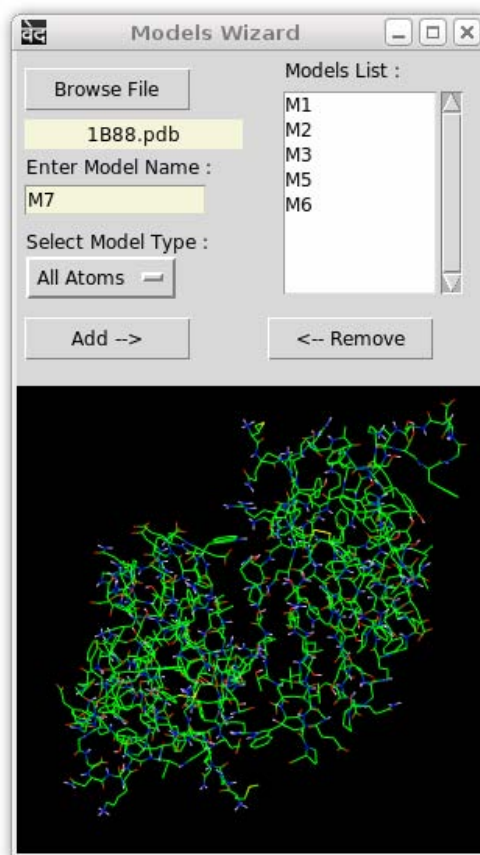 वेद Models Wizard
Browse File
1B88.pdb
Enter Model Name :
M7
Select Model Type :
All Atoms
Add -->
Models List :
M1
M2
M3
M5
M6
<-- Remove